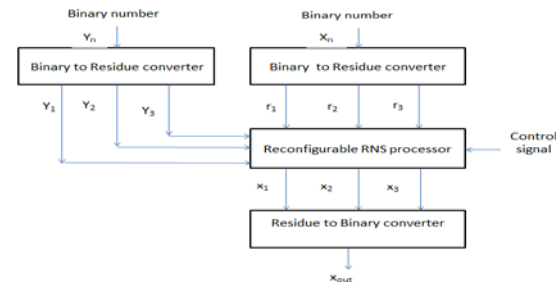 Binary number
Binary number
Yn
Xn
Binary to Residue converter
Binary to Residue converter
Y1
Y2
Y3
r1
r2
r3
Reconfigurable RNS processor
Control
signal
x1
x2
x3
Residue to Binary converter
xout